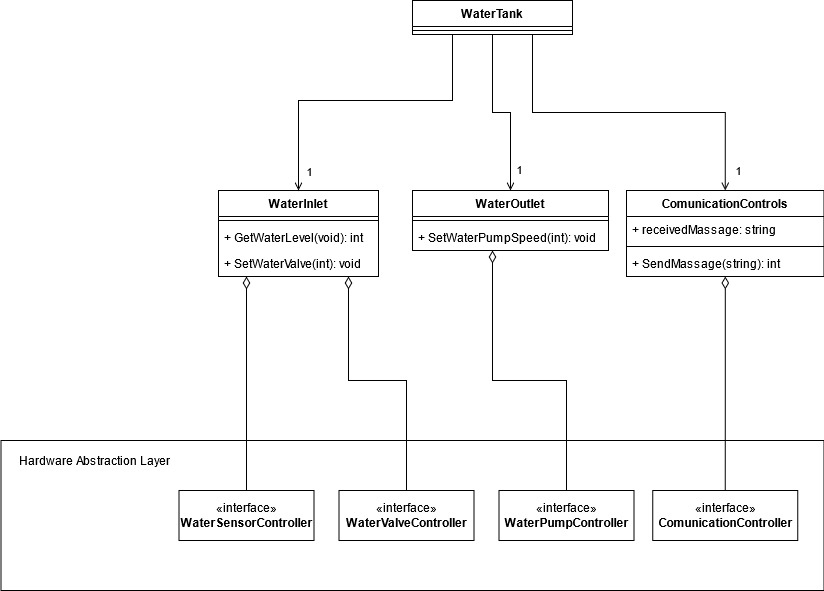 WaterTank
1
1
1
WaterInlet
+ GetWaterLevel(void): int
+ SetWaterValve(int): void
WaterOutlet
+ SetWaterPumpSpeed(int): void
ComunicationControls
+ receivedMassage: string
+ SendMassage(string): int
Hardware Abstraction Layer
«interface»
WaterSensorController
«interface»
WaterValveController
«interface»
WaterPumpController
«interface»
ComunicationController